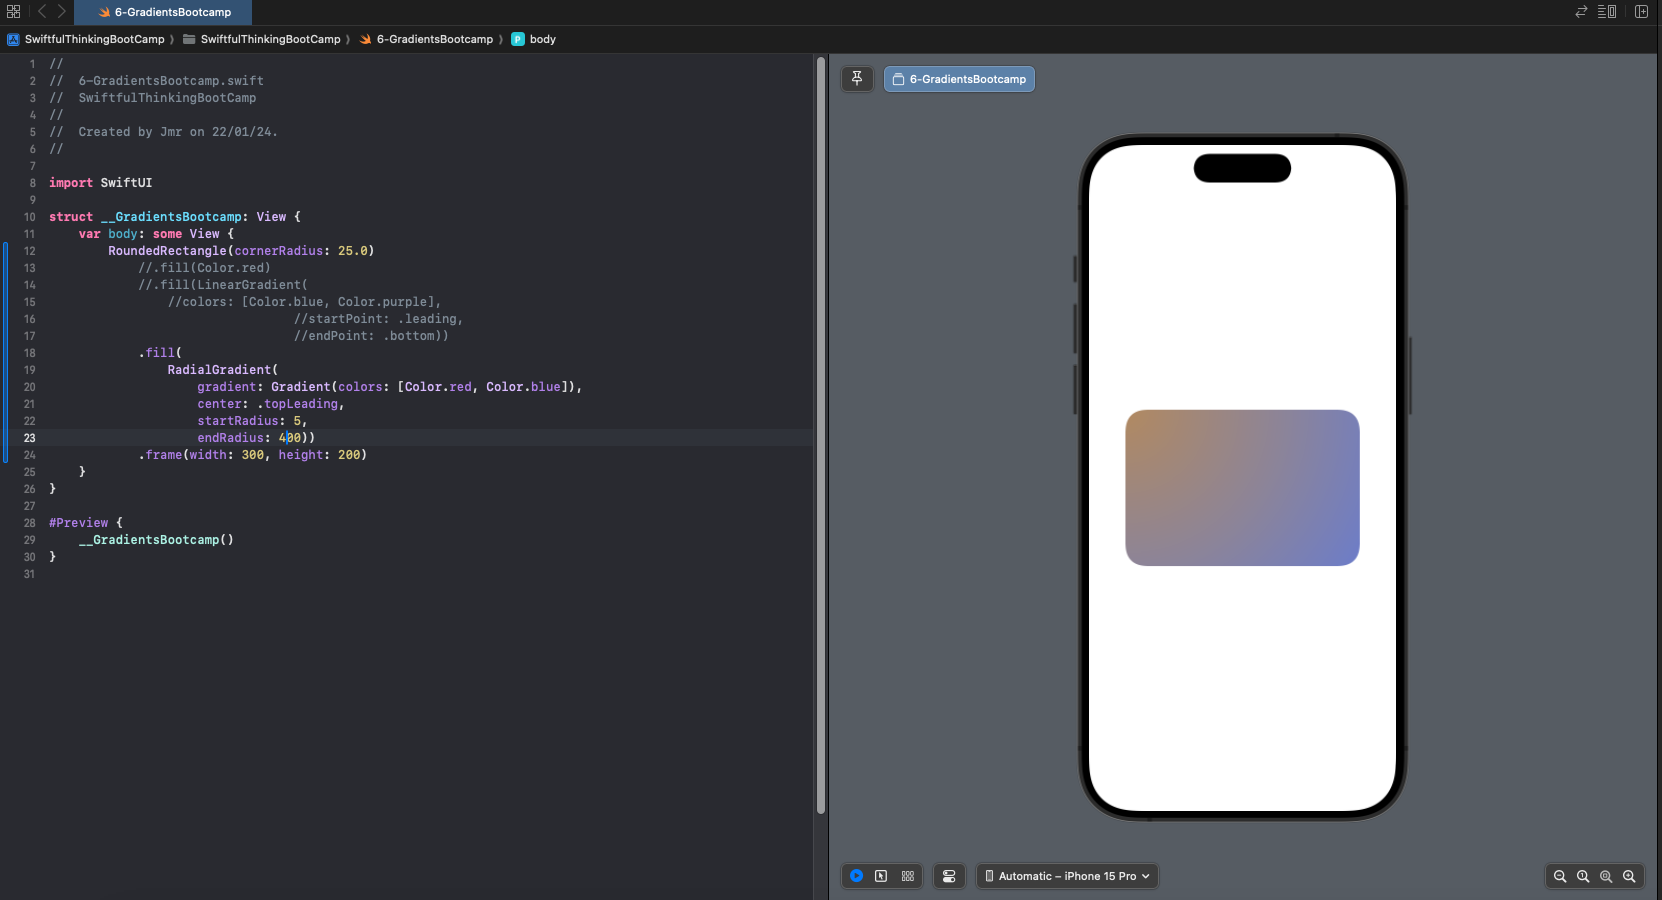 6-GradientsBootcamp
SwiftfulThinkingBootCamp 〉 SwiftfulThinkingBootCamp 〉 6-GradientsBootcamp 〉 P body
1 //
2 //  6-GradientsBootcamp.swift
3 //  SwiftfulThinkingBootCamp
4 //
5 //  Created by Jmr on 22/01/24.
6 //
7
8 import SwiftUI
9
10 struct __GradientsBootcamp: View {
11     var body: some View {
12         RoundedRectangle(cornerRadius: 25.0)
13             //.fill(Color.red)
14             //.fill(LinearGradient(
15                 //colors: [Color.blue, Color.purple],
16                                  //startPoint: .leading,
17                                  //endPoint: .bottom))
18             .fill(
19                 RadialGradient(
20                     gradient: Gradient(colors: [Color.red, Color.blue]),
21                     center: .topLeading,
22                     startRadius: 5,
23                     endRadius: 400))
24             .frame(width: 300, height: 200)
25     }
26 }
27
28 #Preview {
29     __GradientsBootcamp()
30 }
31
6-GradientsBootcamp
Automatic – iPhone 15 Pro